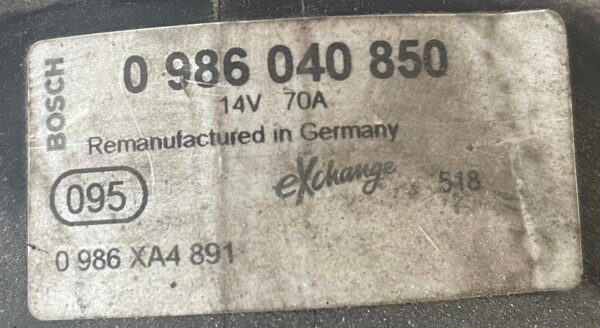 BOSCH
0 986 040 850
14V 70A
Remanufactured in Germany
095
eXchange 518
0 986 XA4 891